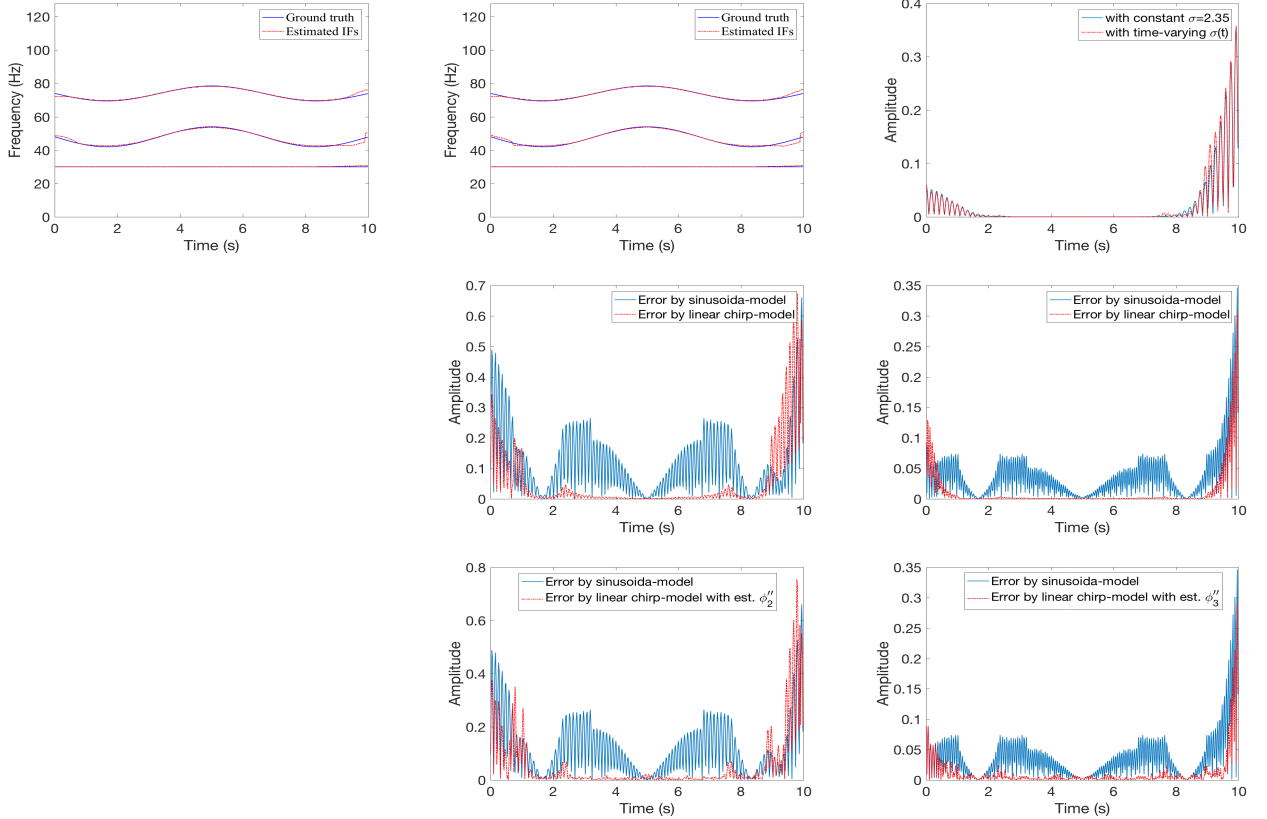 120
100
80
60
40
20
0
Frequency (Hz)
Ground truth
Estimated IFs
0 2 4 6 8 10
Time (s)
120
100
80
60
40
20
0
Frequency (Hz)
Ground truth
Estimated IFs
0 2 4 6 8 10
Time (s)
0.4
0.3
0.2
0.1
0
Amplitude
with constant σ=2.35
with time-varying σ(t)
0 2 4 6 8 10
Time (s)
0.7
0.6
0.5
0.4
0.3
0.2
0.1
0
Amplitude
Error by sinusoida-model
Error by linear chirp-model
0 2 4 6 8 10
Time (s)
0.35
0.3
0.25
0.2
0.15
0.1
0.05
0
Amplitude
Error by sinusoida-model
Error by linear chirp-model
0 2 4 6 8 10
Time (s)
0.8
0.6
0.4
0.2
0
Amplitude
Error by sinusoida-model
Error by linear chirp-model with est. ϕ₂′′
0 2 4 6 8 10
Time (s)
0.35
0.3
0.25
0.2
0.15
0.1
0.05
0
Amplitude
Error by sinusoida-model
Error by linear chirp-model with est. ϕ₃′′
0 2 4 6 8 10
Time (s)